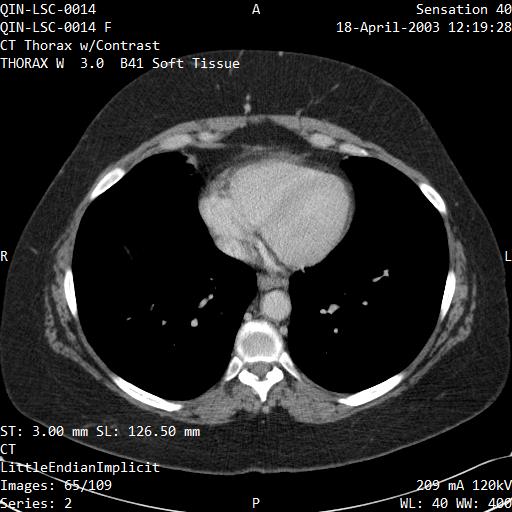 QIN-LSC-0014
A
Sensation 40
QIN-LSC-0014 F
18-April-2003 12:19:28
CT Thorax w/Contrast
THORAX W 3.0 B41 Soft Tissue
R
L
ST: 3.00 mm SL: 126.50 mm
CT
LittleEndianImplicit
Images: 65/109
209 mA 120kV
Series: 2
P
WL: 40 WW: 400